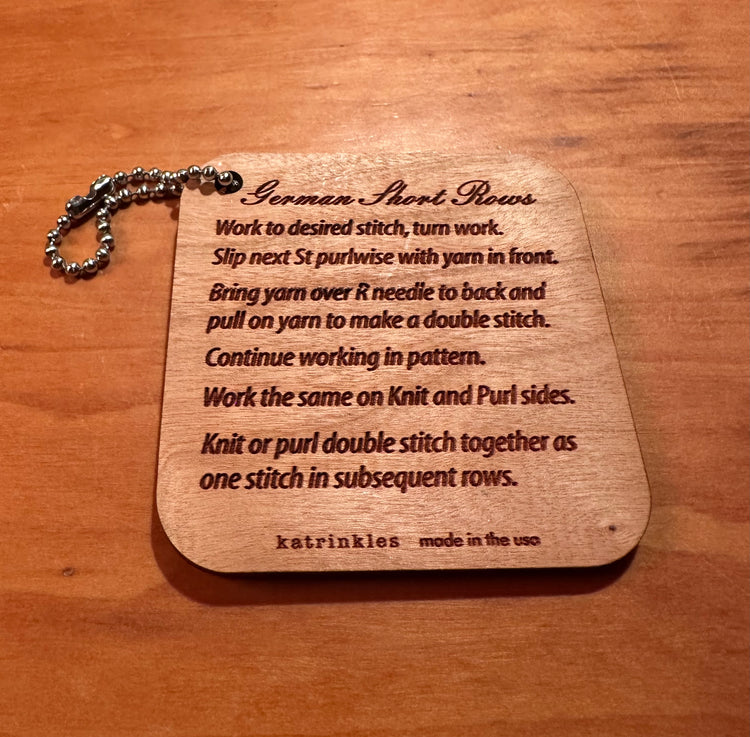 German Short Rows
Work to desired stitch, turn work.
Slip next St purlwise with yarn in front.
Bring yarn over R needle to back and
pull on yarn to make a double stitch.
Continue working in pattern.
Work the same on Knit and Purl sides.
Knit or purl double stitch together as
one stitch in subsequent rows.
katrinkles made in the usa